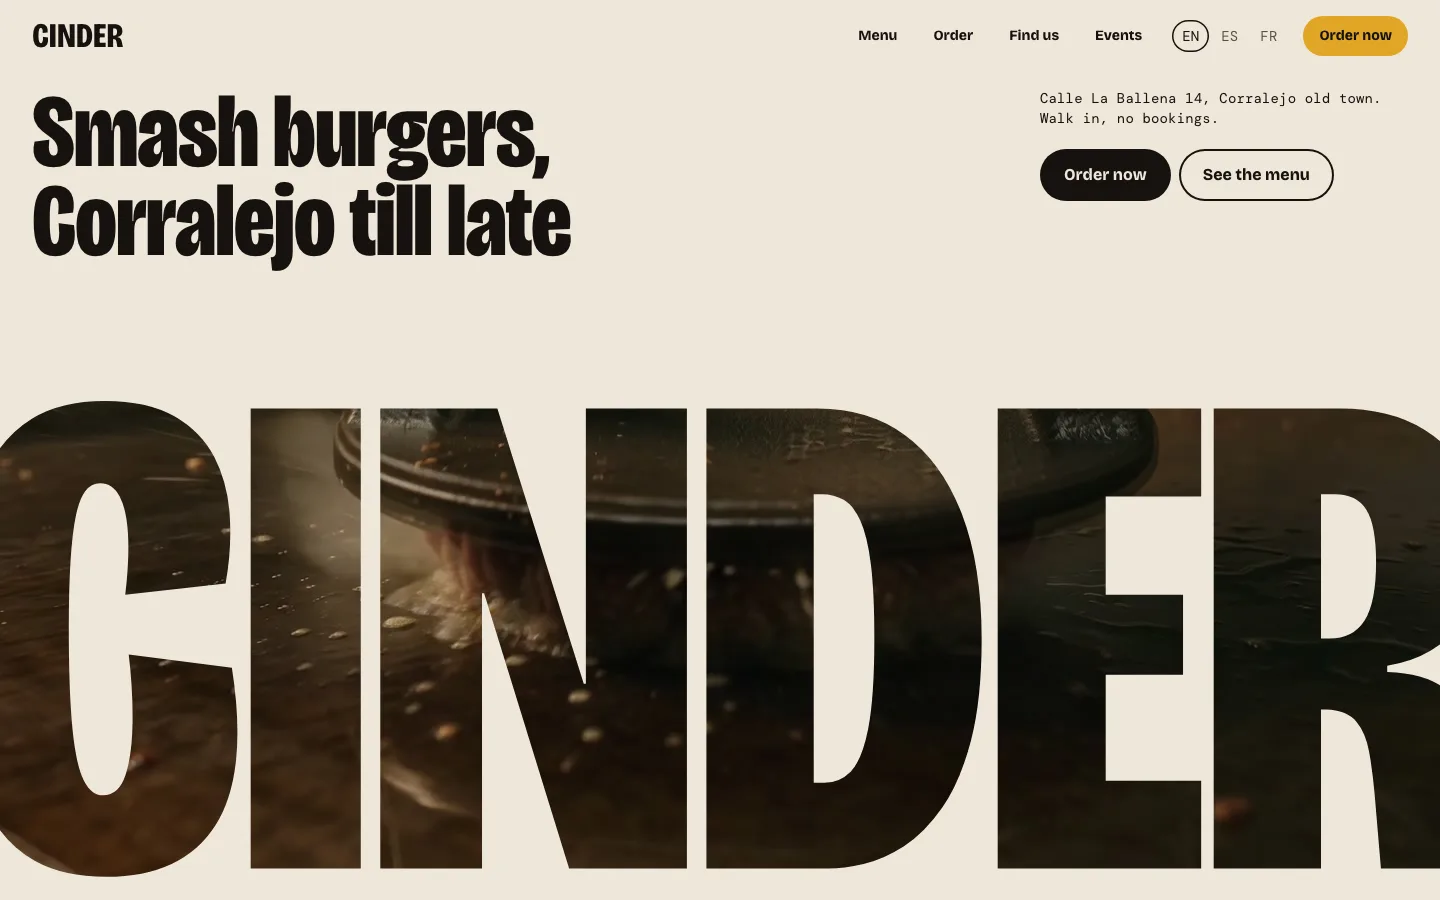 CINDER
Menu
Order
Find us
Events
EN
ES
FR
Order now
Smash burgers,
Corralejo till late
Calle La Ballena 14, Corralejo old town.
Walk in, no bookings.
Order now
See the menu
CINDER